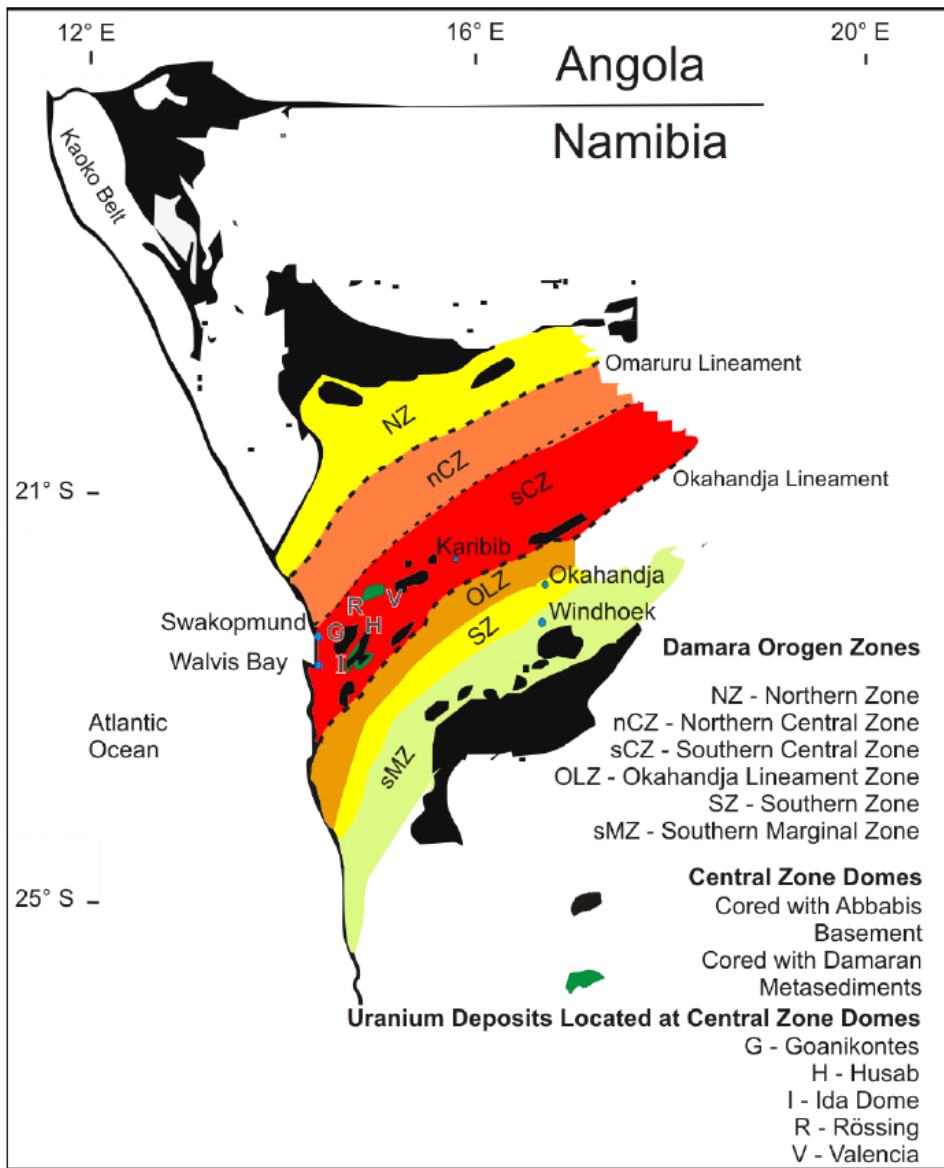 12° E
16° E
20° E
Angola
Namibia
Kaoko Belt
Omaruru Lineament
NZ
nCZ
sCZ
Okahandja Lineament
21° S
Karibib
OLZ
Okahandja
V
R
Swakopmund
G
H
SZ
Windhoek
Walvis Bay
I
Atlantic
Ocean
sMZ
25° S
Damara Orogen Zones
NZ - Northern Zone
nCZ - Northern Central Zone
sCZ - Southern Central Zone
OLZ - Okahandja Lineament Zone
SZ - Southern Zone
sMZ - Southern Marginal Zone
Central Zone Domes
Cored with Abbabis
Basement
Cored with Damaran
Metasediments
Uranium Deposits Located at Central Zone Domes
G - Goanikontes
H - Husab
I - Ida Dome
R - Rössing
V - Valencia